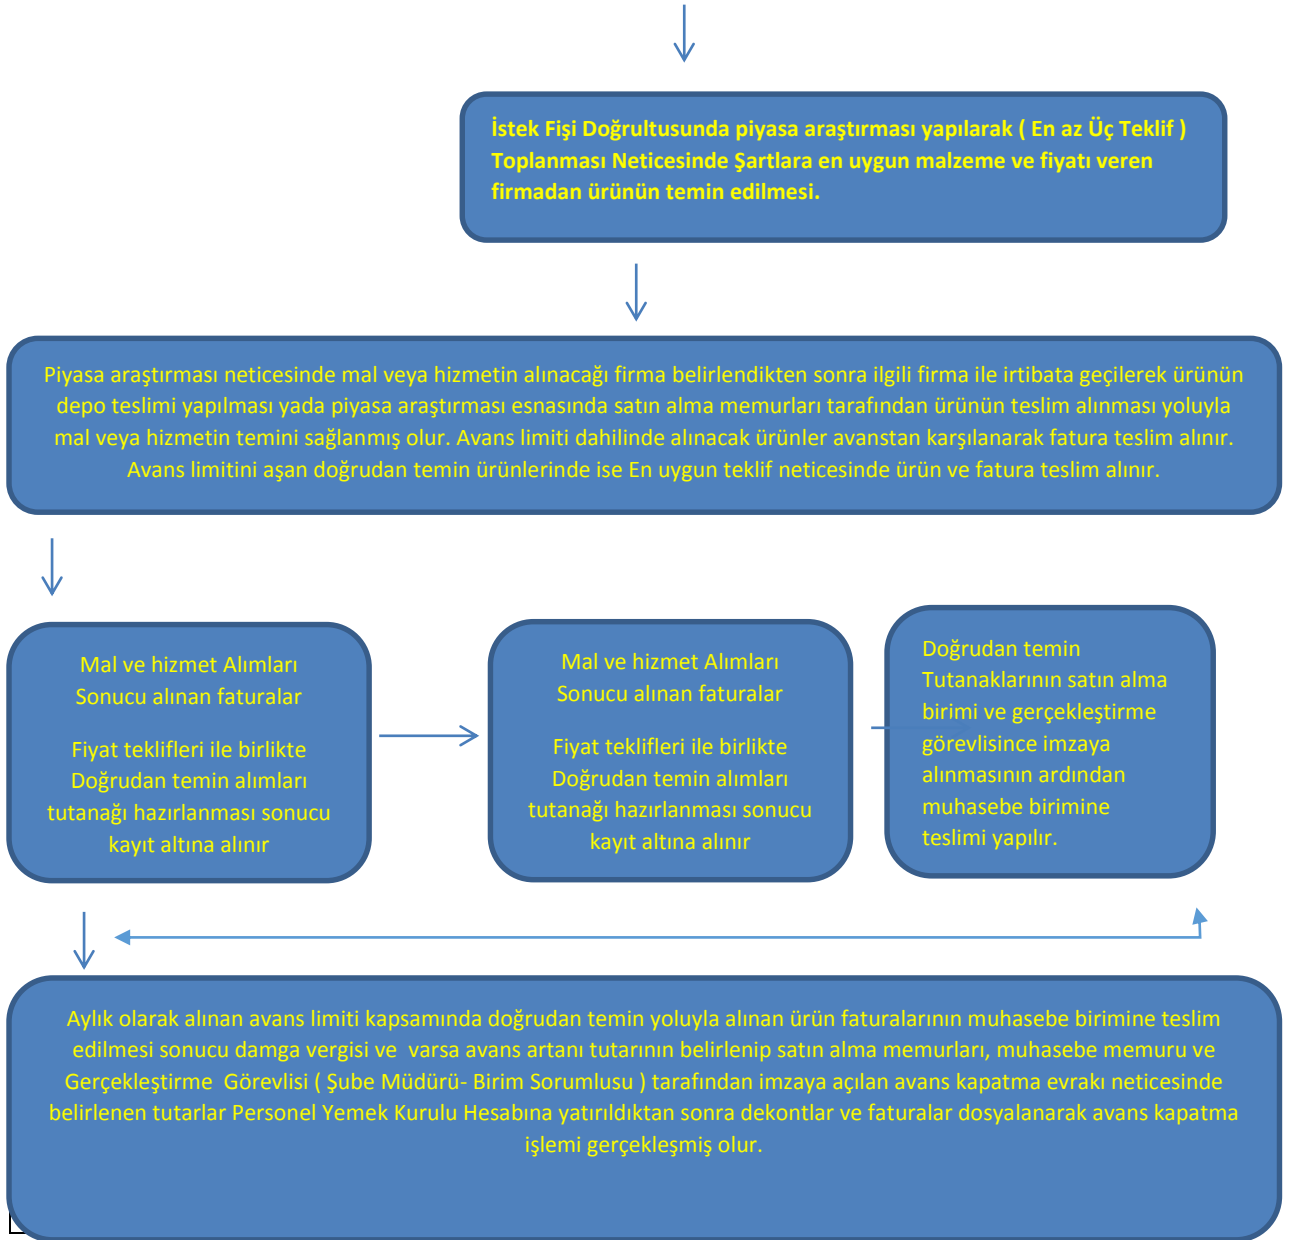 İstek Fişi Doğrultusunda piyasa araştırması yapılarak ( En az Üç Teklif )
Toplanması Neticesinde Şartlara en uygun malzeme ve fiyatı veren
firmadan ürünün temin edilmesi.
Piyasa araştırması neticesinde mal veya hizmetin alınacağı firma belirlendikten sonra ilgili firma ile irtibata geçilerek ürünün
depo teslimi yapılması yada piyasa araştırması esnasında satın alma memurları tarafından ürünün teslim alınması yoluyla
mal veya hizmetin temini sağlanmış olur. Avans limiti dahilinde alınacak ürünler avanstan karşılanarak fatura teslim alınır.
Avans limitini aşan doğrudan temin ürünlerinde ise En uygun teklif neticesinde ürün ve fatura teslim alınır.
Mal ve hizmet Alımları
Sonucu alınan faturalar
Fiyat teklifleri ile birlikte
Doğrudan temin alımları
tutanağı hazırlanması sonucu
kayıt altına alınır
Mal ve hizmet Alımları
Sonucu alınan faturalar
Fiyat teklifleri ile birlikte
Doğrudan temin alımları
tutanağı hazırlanması sonucu
kayıt altına alınır
Doğrudan temin
Tutanaklarının satın alma
birimi ve gerçekleştirme
görevlisince imzaya
alınmasının ardından
muhasebe birimine
teslimi yapılır.
Aylık olarak alınan avans limiti kapsamında doğrudan temin yoluyla alınan ürün faturalarının muhasebe birimine teslim
edilmesi sonucu damga vergisi ve  varsa avans artanı tutarının belirlenip satın alma memurları, muhasebe memuru ve
Gerçekleştirme  Görevlisi ( Şube Müdürü- Birim Sorumlusu ) tarafından imzaya açılan avans kapatma evrakı neticesinde
belirlenen tutarlar Personel Yemek Kurulu Hesabına yatırıldıktan sonra dekontlar ve faturalar dosyalanarak avans kapatma
işlemi gerçekleşmiş olur.